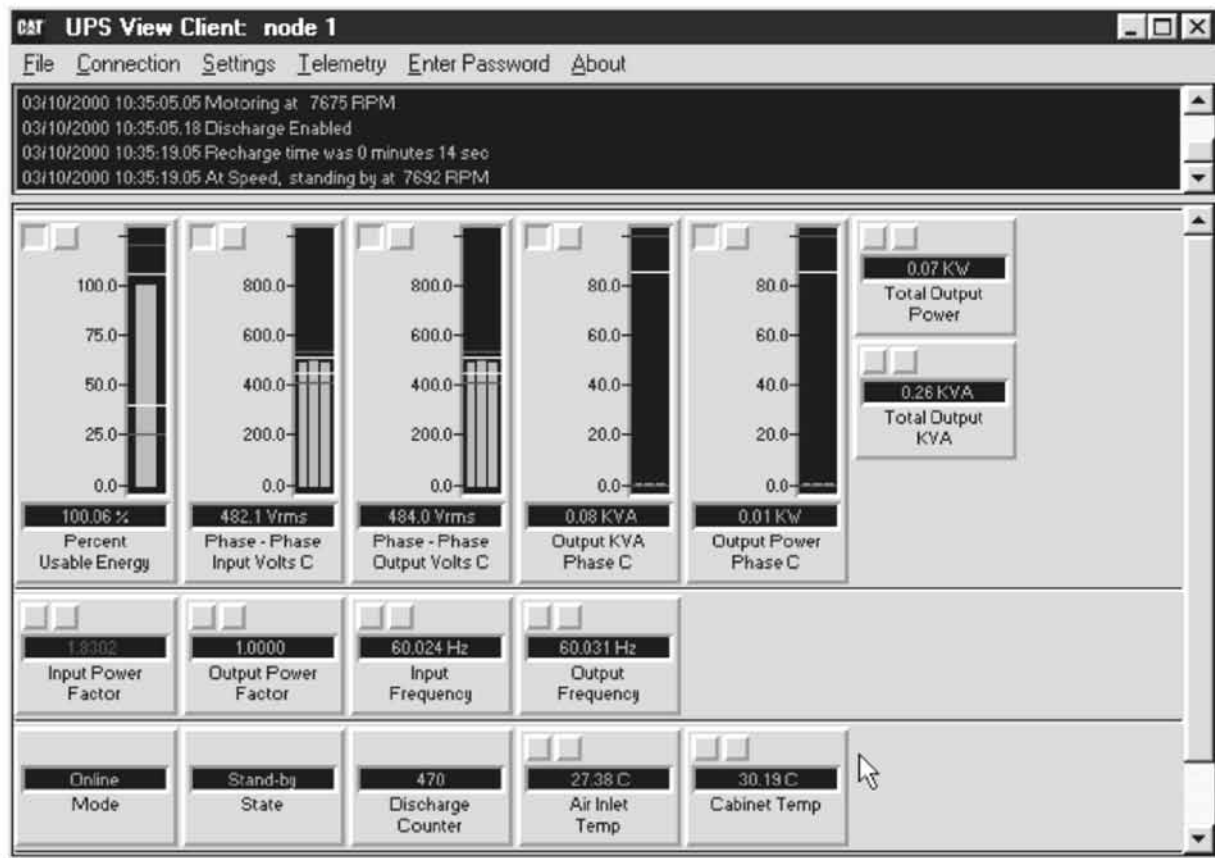 CAT UPS View Client: node 1
File Connection Settings Telemetry Enter Password About
03/10/2000 10:35:05.05 Motoring at 7675 RPM
03/10/2000 10:35:05.18 Discharge Enabled
03/10/2000 10:35:19.05 Recharge time was 0 minutes 14 sec
03/10/2000 10:35:19.05 At Speed, standing by at 7692 RPM
100.0
75.0
50.0
25.0
0.0
100.06 %
Percent
Usable Energy
800.0
600.0
400.0
200.0
0.0
482.1 Vrms
Phase - Phase
Input Volts C
800.0
600.0
400.0
200.0
0.0
484.0 Vrms
Phase - Phase
Output Volts C
80.0
60.0
40.0
20.0
0.0
0.08 KVA
Output KVA
Phase C
80.0
60.0
40.0
20.0
0.0
0.01 KW
Output Power
Phase C
0.07 KW
Total Output
Power
0.26 KVA
Total Output
KVA
1.8302
Input Power
Factor
1.0000
Output Power
Factor
60.024 Hz
Input
Frequency
60.031 Hz
Output
Frequency
Online
Mode
Stand-by
State
470
Discharge
Counter
27.38 C
Air Inlet
Temp
30.19 C
Cabinet Temp